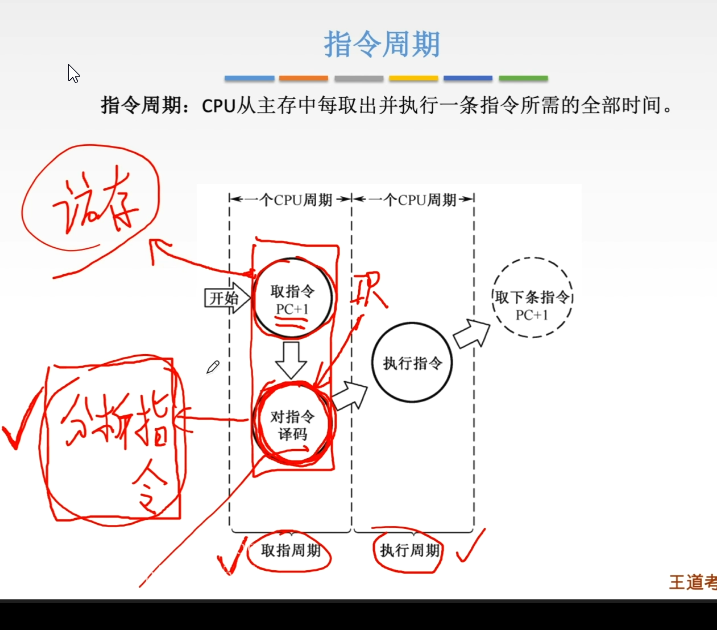 指令周期
指令周期：CPU从主存中每取出并执行一条指令所需的全部时间。
访存
一个CPU周期
一个CPU周期
开始
取指令
PC+1
IR
取下条指令
PC+1
执行指令
分析指
令
对指令
译码
取指周期
执行周期
王道考